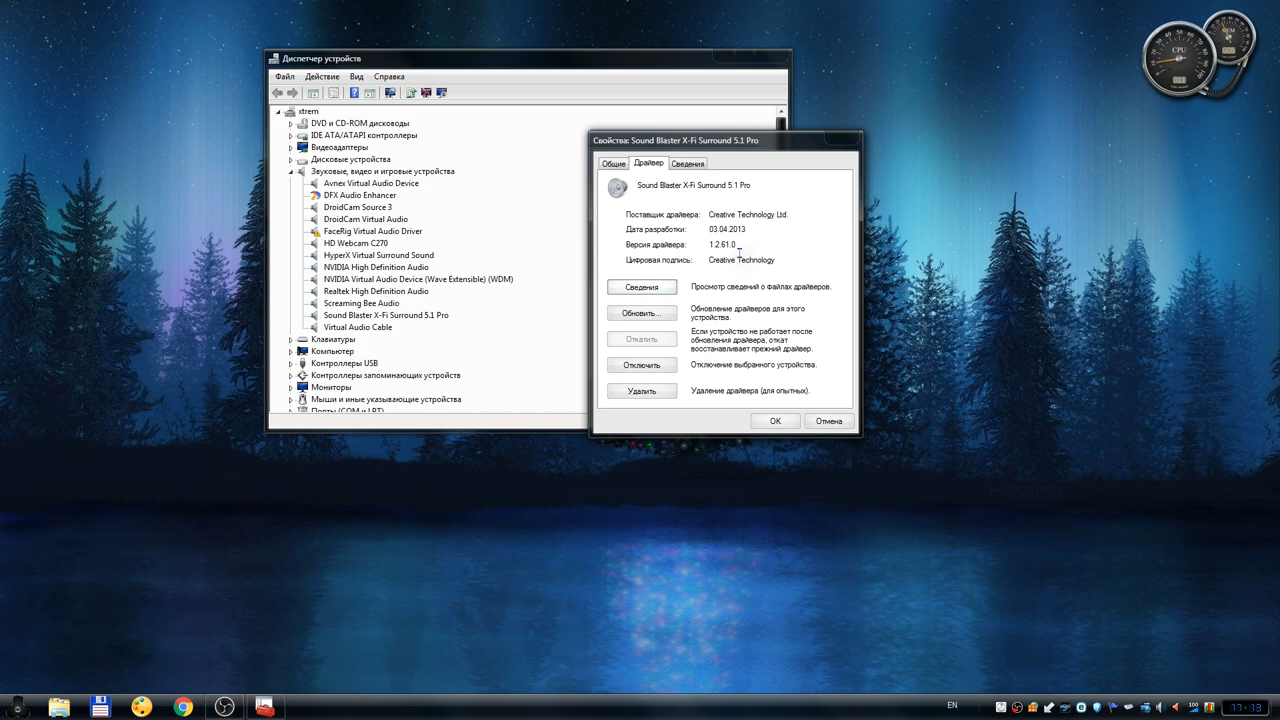 Диспетчер устройств
Файл Действие Вид Справка
xtrem
DVD и CD-ROM дисководы
IDE ATA/ATAPI контроллеры
Видеоадаптеры
Дисковые устройства
Звуковые, видео и игровые устройства
Avnex Virtual Audio Device
DFX Audio Enhancer
DroidCam Source 3
DroidCam Virtual Audio
FaceRig Virtual Audio Driver
HD Webcam C270
HyperX Virtual Surround Sound
NVIDIA High Definition Audio
NVIDIA Virtual Audio Device (Wave Extensible) (WDM)
Realtek High Definition Audio
Screaming Bee Audio
Sound Blaster X-Fi Surround 5.1 Pro
Virtual Audio Cable
Клавиатуры
Компьютер
Контроллеры USB
Контроллеры запоминающих устройств
Мониторы
Мыши и иные указывающие устройства
Порты (COM и LPT)
Свойства: Sound Blaster X-Fi Surround 5.1 Pro
Общие Драйвер Сведения
Sound Blaster X-Fi Surround 5.1 Pro
Поставщик драйвера: Creative Technology Ltd.
Дата разработки: 03.04.2013
Версия драйвера: 1.2.61.0
Цифровая подпись: Creative Technology
Сведения Просмотр сведений о файлах драйверов.
Обновить... Обновление драйверов для этого
устройства.
Откатить Если устройство не работает после
обновления драйвера, откат
восстанавливает прежний драйвер.
Отключить Отключение выбранного устройства.
Удалить Удаление драйвера (для опытных).
OK Отмена
CPU
MEM
EN
100